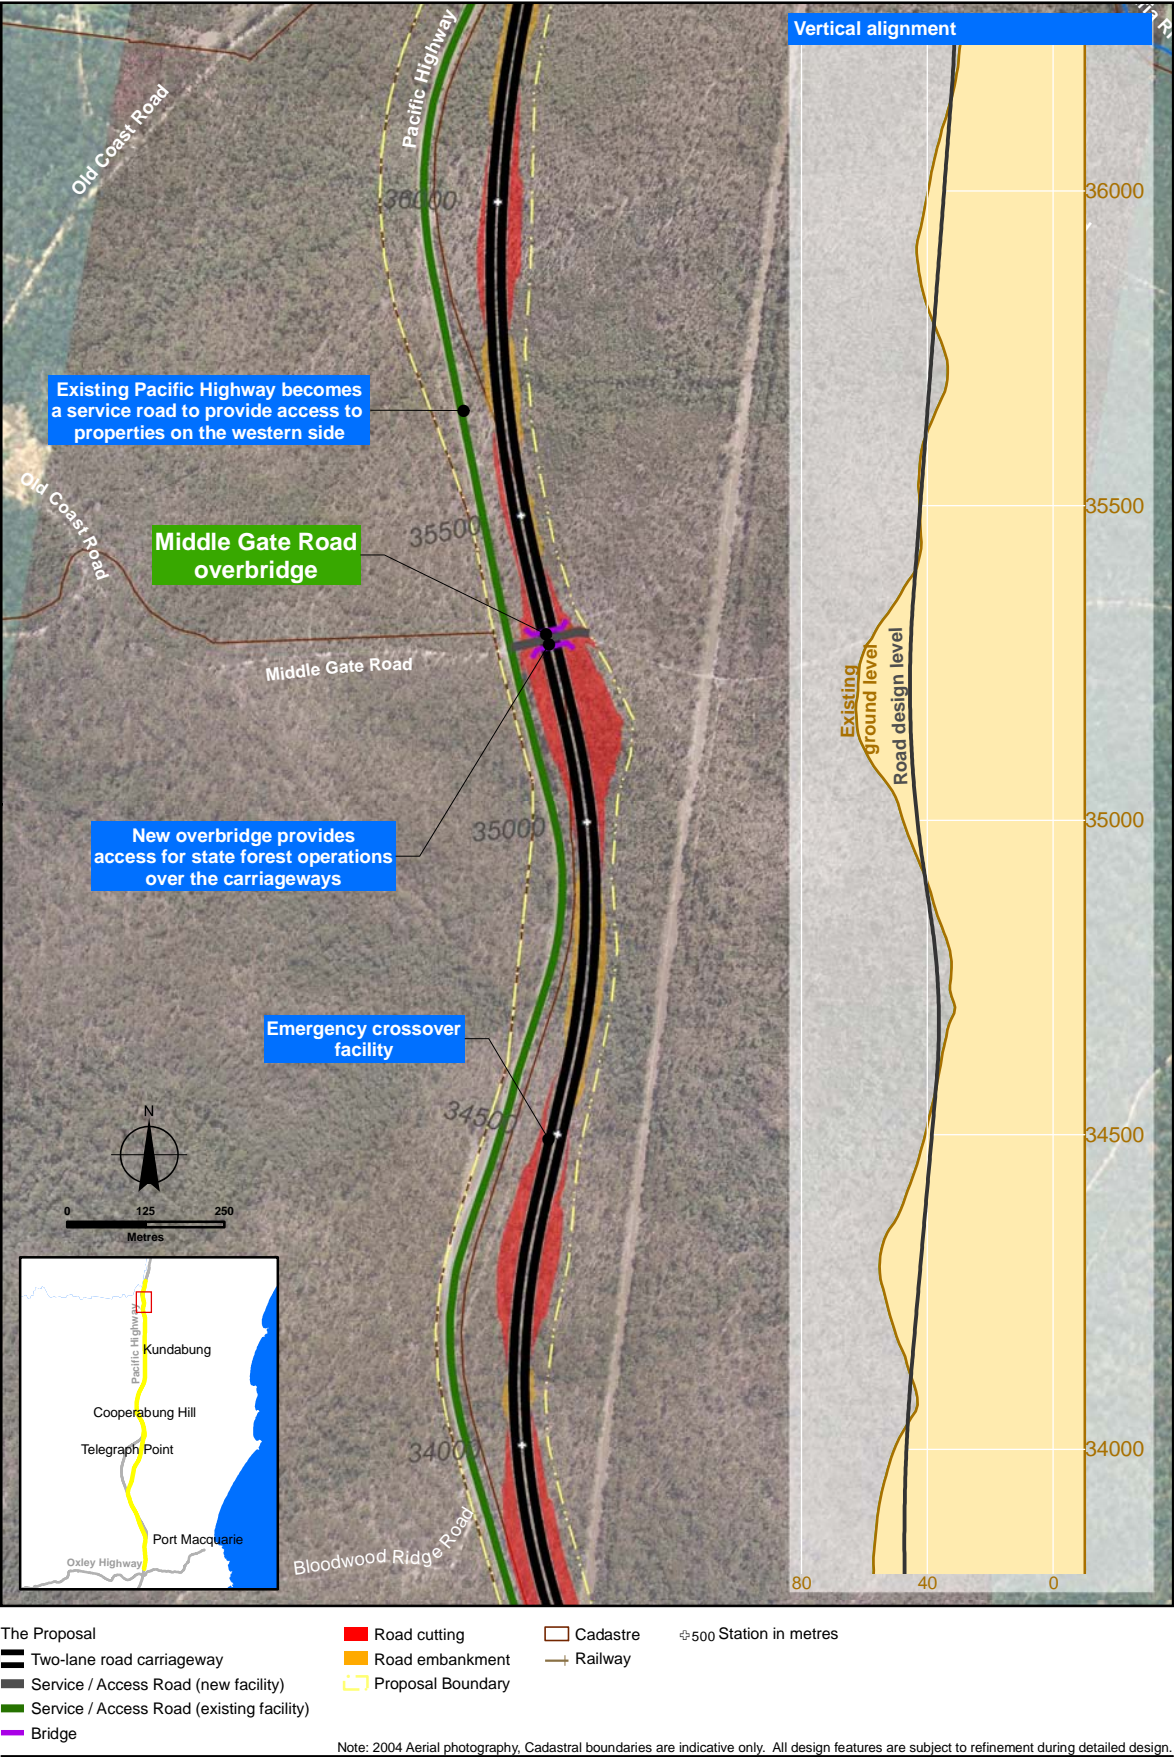 Vertical alignment
Pacific Highway
Old Coast Road
36000
36000
Existing Pacific Highway becomes
a service road to provide access to
properties on the western side
Old Coast Road
35500
35500
Middle Gate Road
overbridge
Middle Gate Road
Existing
ground level
Road design level
35000
35000
New overbridge provides
access for state forest operations
over the carriageways
Emergency crossover
facility
34500
34500
N
0 125 250
Metres
Pacific Highway
Kundabung
Cooperabung Hill
Telegraph Point
Port Macquarie
Oxley Highway
34000
34000
Bloodwood Ridge Road
80 40 0
The Proposal
Two-lane road carriageway
Service / Access Road (new facility)
Service / Access Road (existing facility)
Bridge
Road cutting
Road embankment
Proposal Boundary
Cadastre
Railway
500 Station in metres
Note: 2004 Aerial photography, Cadastral boundaries are indicative only. All design features are subject to refinement during detailed design.